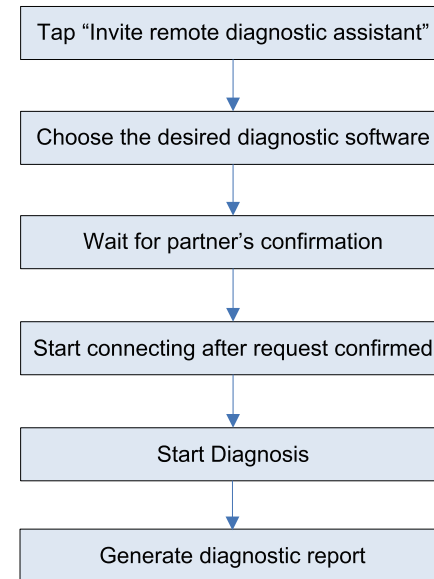 Tap “Invite remote diagnostic assistant”
Choose the desired diagnostic software
Wait for partner’s confirmation
Start connecting after request confirmed
Start Diagnosis
Generate diagnostic report